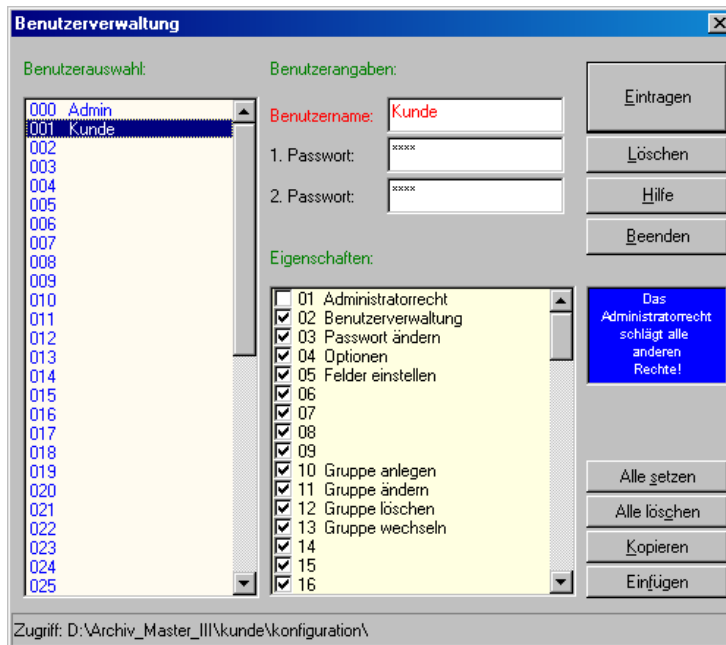 Benutzerverwaltung
Benutzerauswahl:
000 Admin
001 Kunde
002
003
004
005
006
007
008
009
010
011
012
013
014
015
016
017
018
019
020
021
022
023
024
025
Benutzerangaben:
Benutzername: Kunde
1. Passwort: ****
2. Passwort: ****
Eigenschaften:
01 Administratorrecht
02 Benutzerverwaltung
03 Passwort ändern
04 Optionen
05 Felder einstellen
06
07
08
09
10 Gruppe anlegen
11 Gruppe ändern
12 Gruppe löschen
13 Gruppe wechseln
14
15
16
Eintragen
Löschen
Hilfe
Beenden
Das
Administratorrecht
schlägt alle
anderen
Rechte!
Alle setzen
Alle löschen
Kopieren
Einfügen
Zugriff: D:\Archiv_Master_III\kunde\konfiguration\